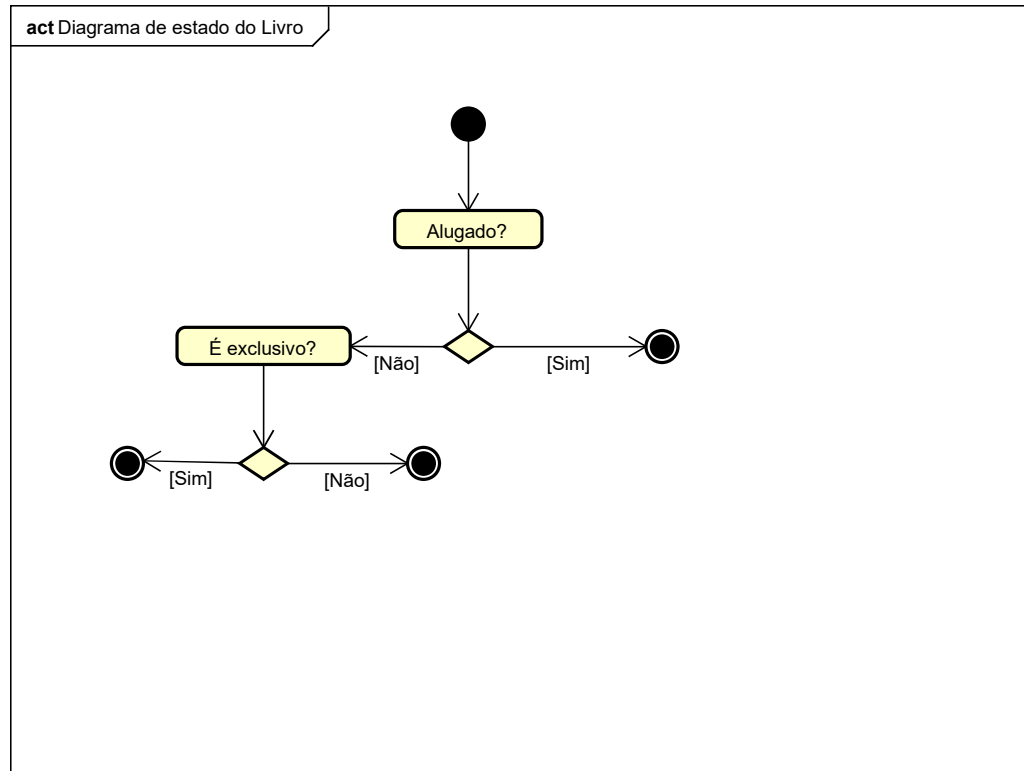 act Diagrama de estado do Livro
Alugado?
É exclusivo?
[Não]
[Sim]
[Sim]
[Não]